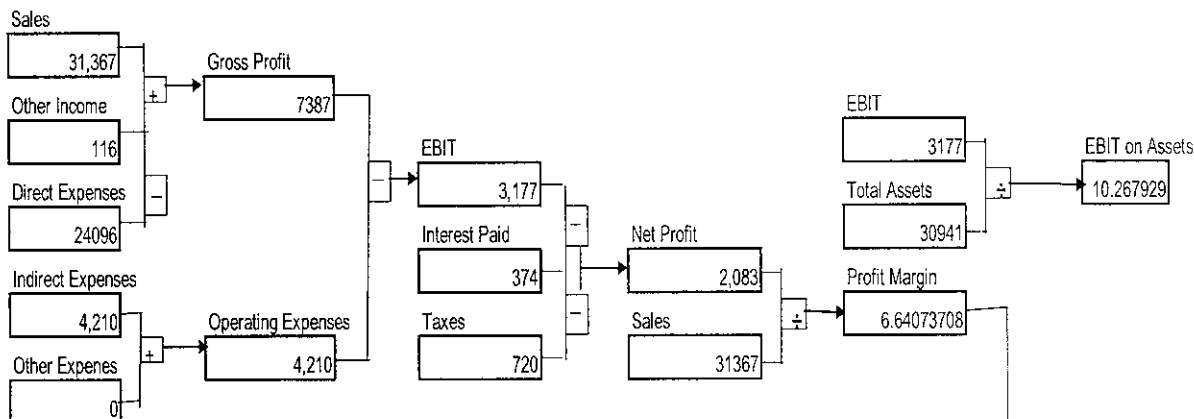 Sales
31,367
+
Gross Profit
7387
Other Income
116
−
Direct Expenses
24096
Indirect Expenses
4,210
+
Operating Expenses
4,210
Other Expenes
0
−
EBIT
3,177
−
Interest Paid
374
−
Taxes
720
Net Profit
2,083
÷
Sales
31367
EBIT
3177
÷
EBIT on Assets
10.267929
Total Assets
30941
Profit Margin
6.64073708